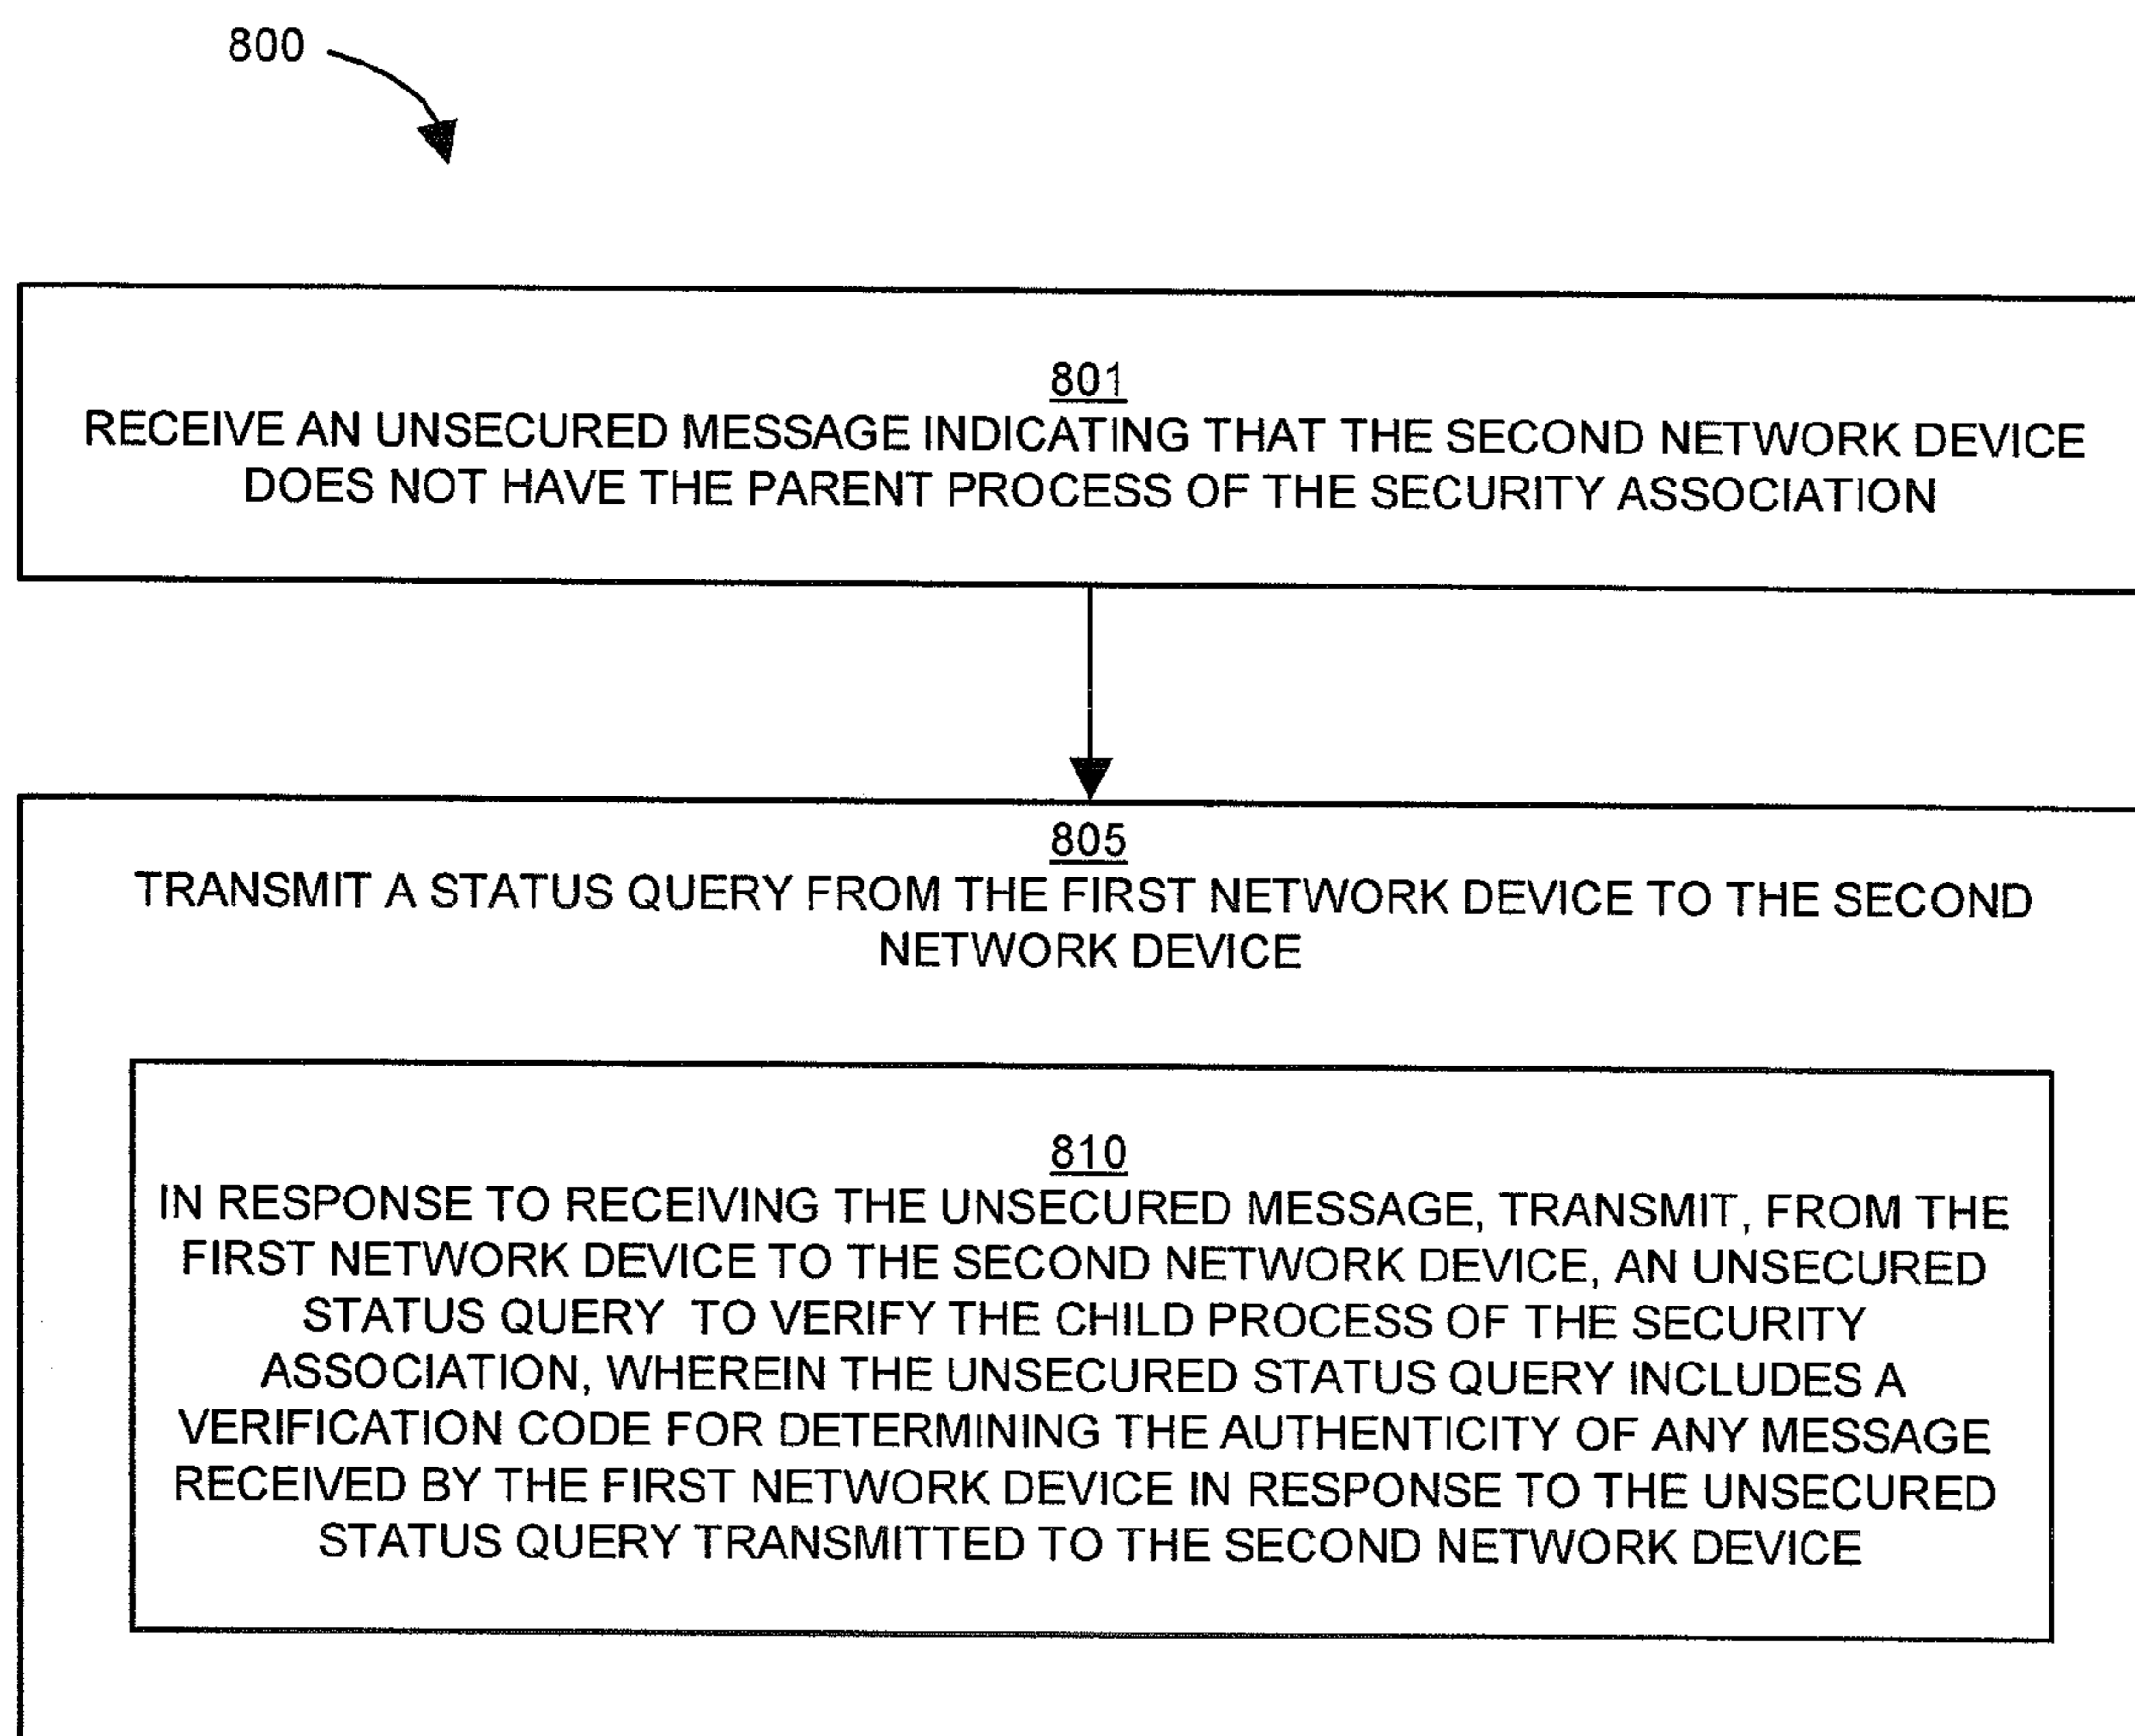 800
801
RECEIVE AN UNSECURED MESSAGE INDICATING THAT THE SECOND NETWORK DEVICE
DOES NOT HAVE THE PARENT PROCESS OF THE SECURITY ASSOCIATION
805
TRANSMIT A STATUS QUERY FROM THE FIRST NETWORK DEVICE TO THE SECOND
NETWORK DEVICE
810
IN RESPONSE TO RECEIVING THE UNSECURED MESSAGE, TRANSMIT, FROM THE
FIRST NETWORK DEVICE TO THE SECOND NETWORK DEVICE, AN UNSECURED
STATUS QUERY TO VERIFY THE CHILD PROCESS OF THE SECURITY
ASSOCIATION, WHEREIN THE UNSECURED STATUS QUERY INCLUDES A
VERIFICATION CODE FOR DETERMINING THE AUTHENTICITY OF ANY MESSAGE
RECEIVED BY THE FIRST NETWORK DEVICE IN RESPONSE TO THE UNSECURED
STATUS QUERY TRANSMITTED TO THE SECOND NETWORK DEVICE